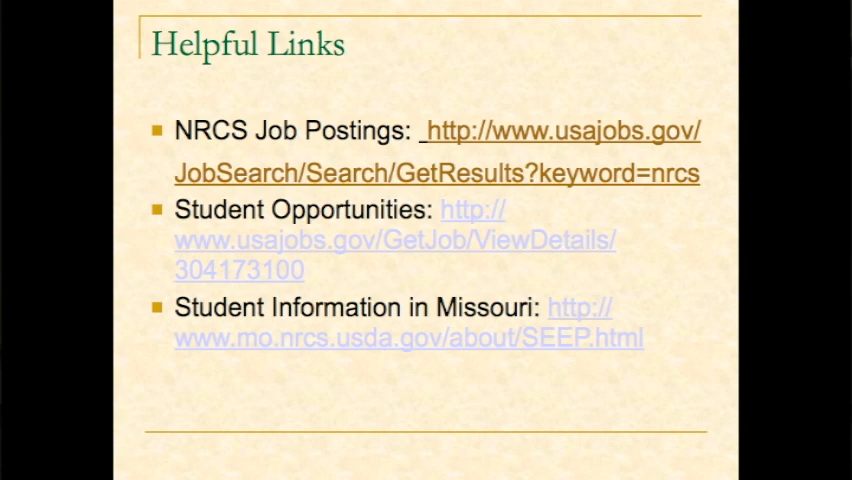 Helpful Links
NRCS Job Postings: http://www.usajobs.gov/
JobSearch/Search/GetResults?keyword=nrcs
Student Opportunities: http://
www.usajobs.gov/GetJob/ViewDetails/
304173100
Student Information in Missouri: http://
www.mo.nrcs.usda.gov/about/SEEP.html